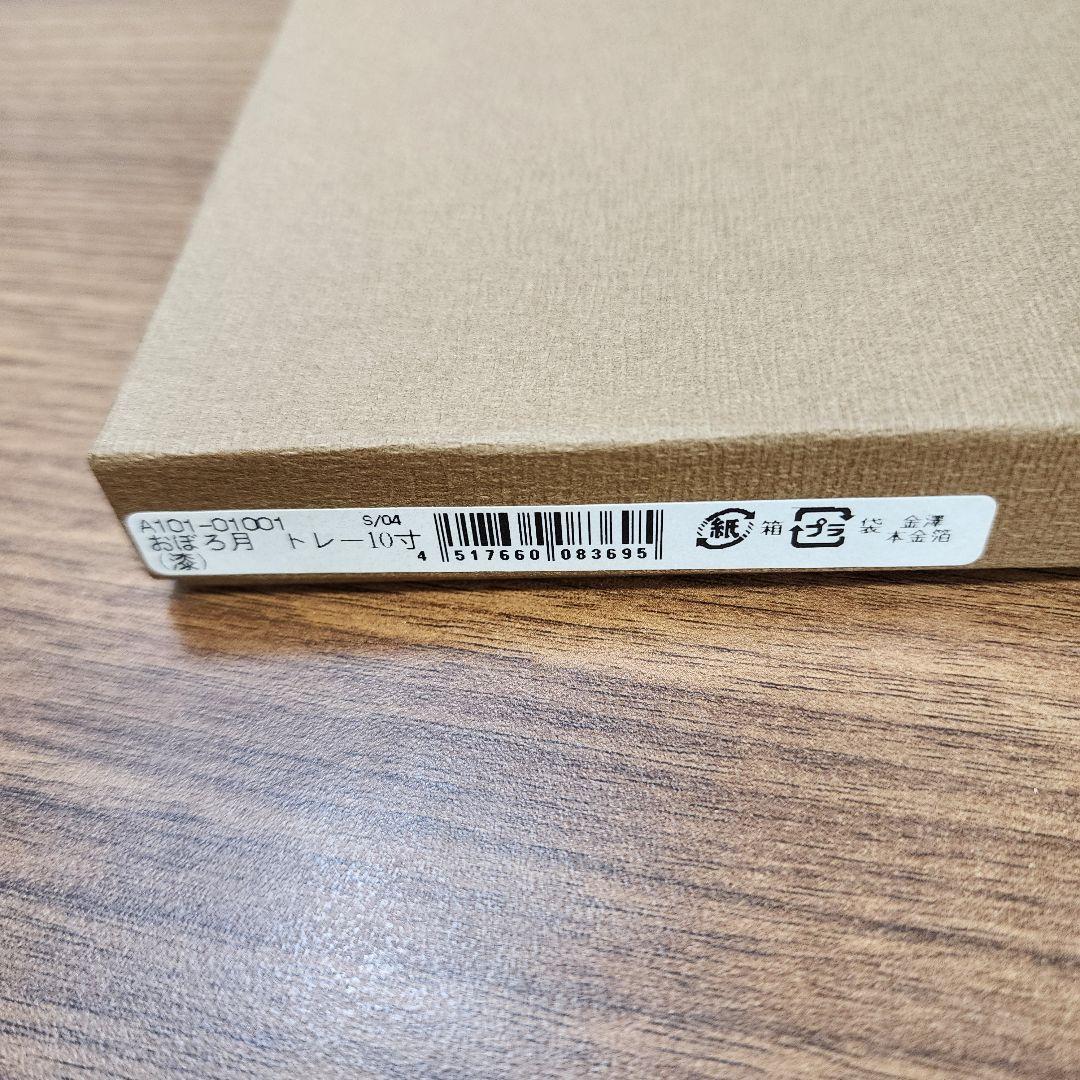 A101-01001 S/04
おぼろ月 トレー10寸
(漆)
4 517660 083695
紙 箱 プラ 袋
金澤
本金箔